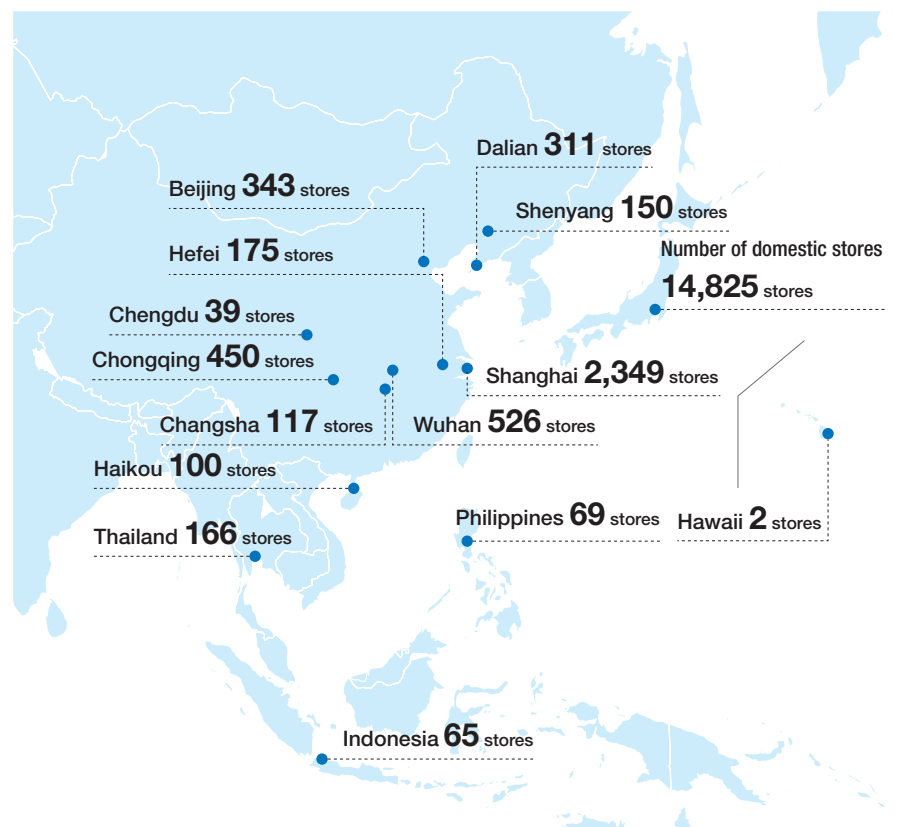 Dalian 311 stores
Beijing 343 stores
Shenyang 150 stores
Number of domestic stores
14,825 stores
Hefei 175 stores
Chengdu 39 stores
Chongqing 450 stores
Shanghai 2,349 stores
Changsha 117 stores
Wuhan 526 stores
Haikou 100 stores
Philippines 69 stores
Hawaii 2 stores
Thailand 166 stores
Indonesia 65 stores